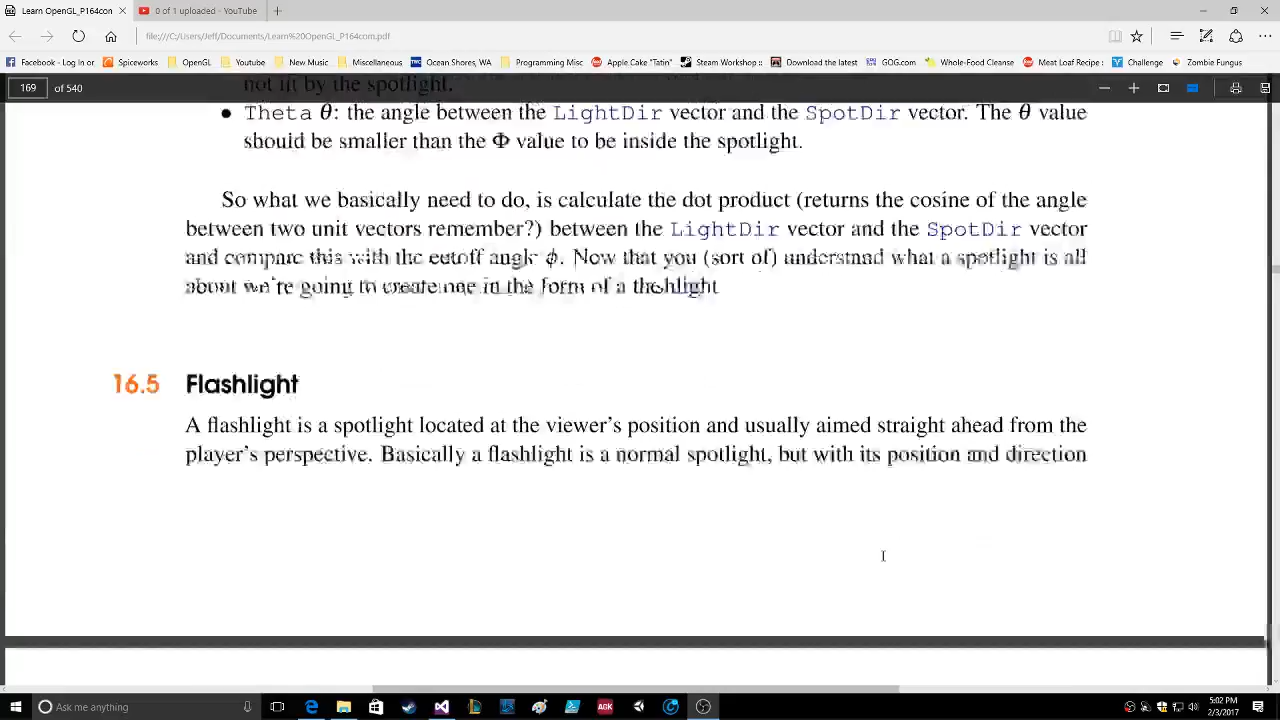 Learn OpenGL_P164com
0 of 1 uploaded - YouTube
file:///C:/Users/Jeff/Documents/Learn%20OpenGL_P164com.pdf
Facebook - Log in or
Spiceworks
OpenGL
Youtube
New Music
Miscellaneous
Ocean Shores, WA
Programming Misc
Apple Cake "Tatin"
Steam Workshop ::
Download the latest
GOG.com
Whole-Food Cleanse
Meat Loaf Recipe :
Challenge
Zombie Fungus
169 of 540
not lit by the spotlight.
• Theta θ: the angle between the LightDir vector and the SpotDir vector. The θ value
should be smaller than the Φ value to be inside the spotlight.
So what we basically need to do, is calculate the dot product (returns the cosine of the angle
between two unit vectors remember?) between the LightDir vector and the SpotDir vector
and compare this with the cutoff angle ϕ. Now that you (sort of) understand what a spotlight is all
about we're going to create one in the form of a flashlight
16.5 Flashlight
A flashlight is a spotlight located at the viewer's position and usually aimed straight ahead from the
player's perspective. Basically a flashlight is a normal spotlight, but with its position and direction
Ask me anything
AGK
5:02 PM
2/3/2017